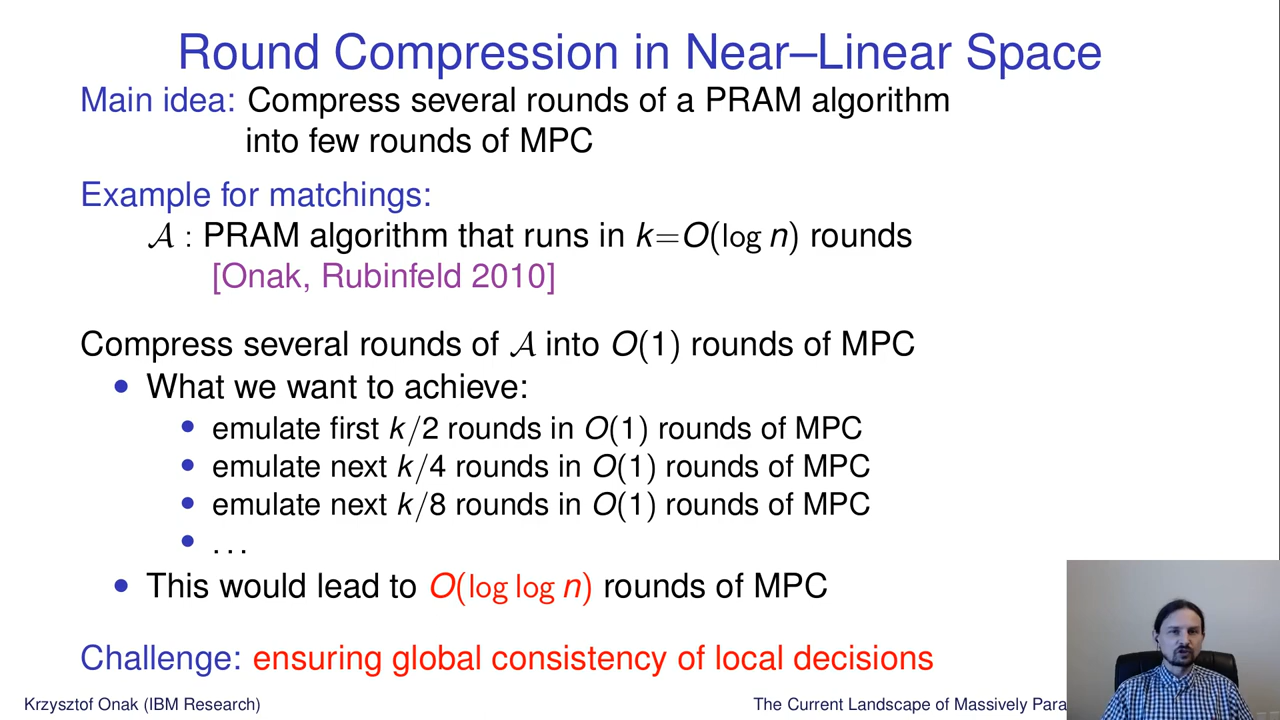 Round Compression in Near–Linear Space
Main idea: Compress several rounds of a PRAM algorithm
into few rounds of MPC
Example for matchings:
𝒜 : PRAM algorithm that runs in k=O(log n) rounds
[Onak, Rubinfeld 2010]
Compress several rounds of 𝒜 into O(1) rounds of MPC
• What we want to achieve:
• emulate first k/2 rounds in O(1) rounds of MPC
• emulate next k/4 rounds in O(1) rounds of MPC
• emulate next k/8 rounds in O(1) rounds of MPC
• ...
• This would lead to O(log log n) rounds of MPC
Challenge: ensuring global consistency of local decisions
Krzysztof Onak (IBM Research)
The Current Landscape of Massively Para